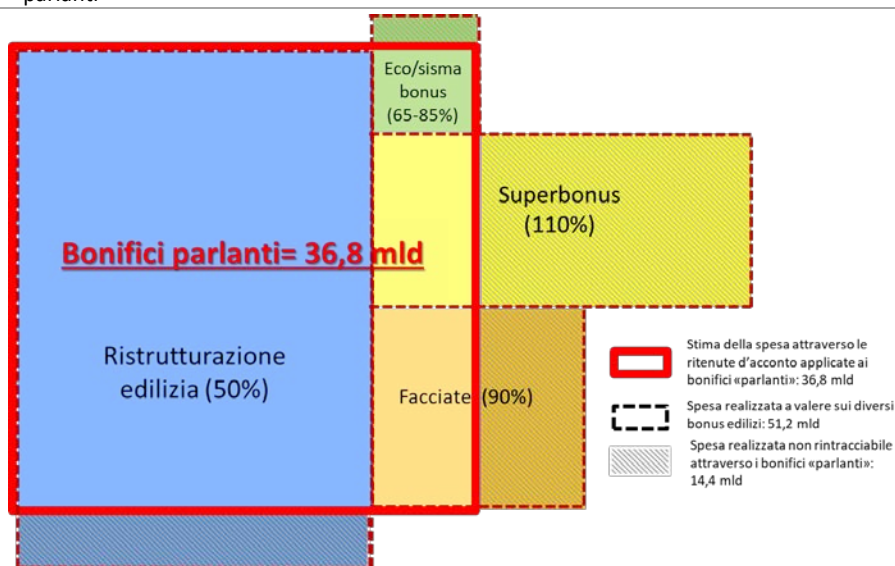 parlanti
Eco/sisma
bonus
(65-85%)
Superbonus
(110%)
Bonifici parlanti= 36,8 mld
Ristrutturazione
edilizia (50%)
Facciate (90%)
Stima della spesa attraverso le
ritenute d'acconto applicate ai
bonifici «parlanti»: 36,8 mld
Spesa realizzata a valere sui diversi
bonus edilizi: 51,2 mld
Spesa realizzata non rintracciabile
attraverso i bonifici «parlanti»:
14,4 mld